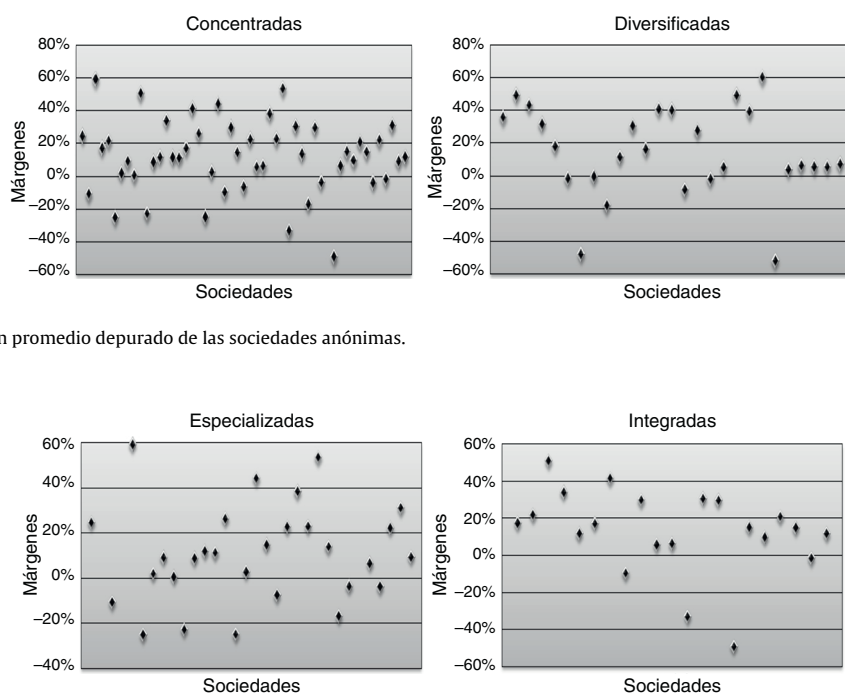 Concentradas
80%
60%
40%
20%
0%
–20%
–40%
–60%
Márgenes
Sociedades
Diversificadas
80%
60%
40%
20%
0%
–20%
–40%
–60%
Márgenes
Sociedades
n promedio depurado de las sociedades anónimas.
Especializadas
60%
40%
20%
0%
–20%
–40%
Márgenes
Sociedades
Integradas
60%
40%
20%
0%
–20%
–40%
–60%
Márgenes
Sociedades